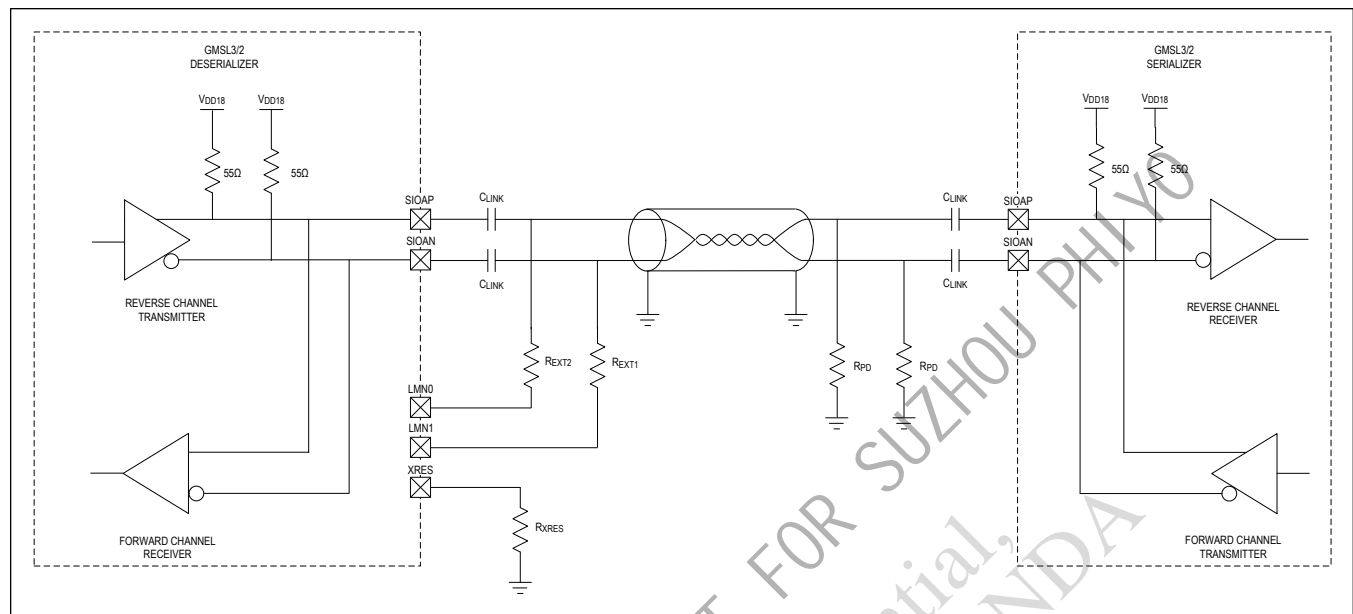 GMSL3/2
DESERIALIZER
VDD18
VDD18
55Ω
55Ω
SIOAP
SIOAN
CLINK
CLINK
REVERSE CHANNEL
TRANSMITTER
REXT2
REXT1
LMN0
LMN1
XRES
RXRES
FORWARD CHANNEL
RECEIVER
CLINK
CLINK
RPD
RPD
GMSL3/2
SERIALIZER
VDD18
VDD18
55Ω
55Ω
SIOAP
SIOAN
REVERSE CHANNEL
RECEIVER
FORWARD CHANNEL
TRANSMITTER
FOR SUZHOU PHIYO
NDA